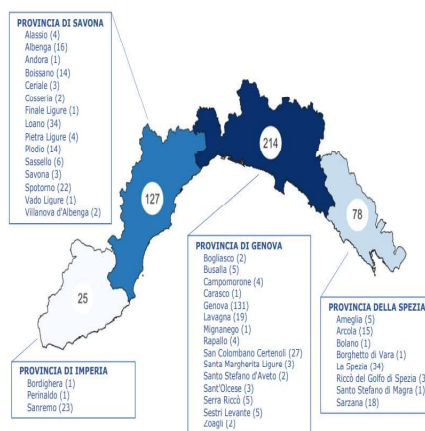 PROVINCIA DI SAVONA
Alassio (4)
Albenga (16)
Andora (1)
Boissano (14)
Ceriale (3)
Cosseria (2)
Finale Ligure (1)
Loano (34)
Pietra Ligure (4)
Plodio (14)
Sassello (6)
Savona (3)
Spotorno (22)
Vado Ligure (1)
Villanova d'Albenga (2)
214
127
78
25
PROVINCIA DI GENOVA
Bogliasco (2)
Busalla (5)
Campomorone (4)
Carasco (1)
Genova (131)
Lavagna (19)
Mignanego (1)
Rapallo (4)
San Colombano Certenoli (27)
Santa Margherita Ligure (3)
Santo Stefano d'Aveto (2)
Sant'Olcese (3)
Serra Riccò (5)
Sestri Levante (5)
Zoagli (2)
PROVINCIA DELLA SPEZIA
Ameglia (5)
Arcola (15)
Bolano (1)
Borghetto di Vara (1)
La Spezia (34)
Riccò del Golfo di Spezia (3
Santo Stefano di Magra (1)
Sarzana (18)
PROVINCIA DI IMPERIA
Bordighera (1)
Perinaldo (1)
Sanremo (23)